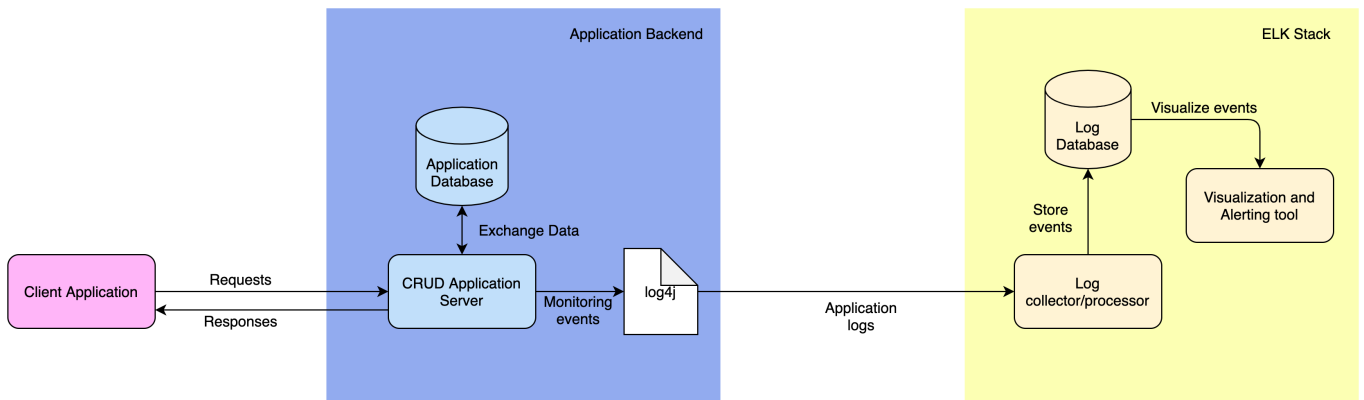 Application Backend
ELK Stack
Log
Database
Visualize events
Application
Database
Visualization and
Alerting tool
Store
events
Exchange Data
Client Application
Requests
Responses
CRUD Application
Server
Monitoring
events
log4j
Application
logs
Log
collector/processor